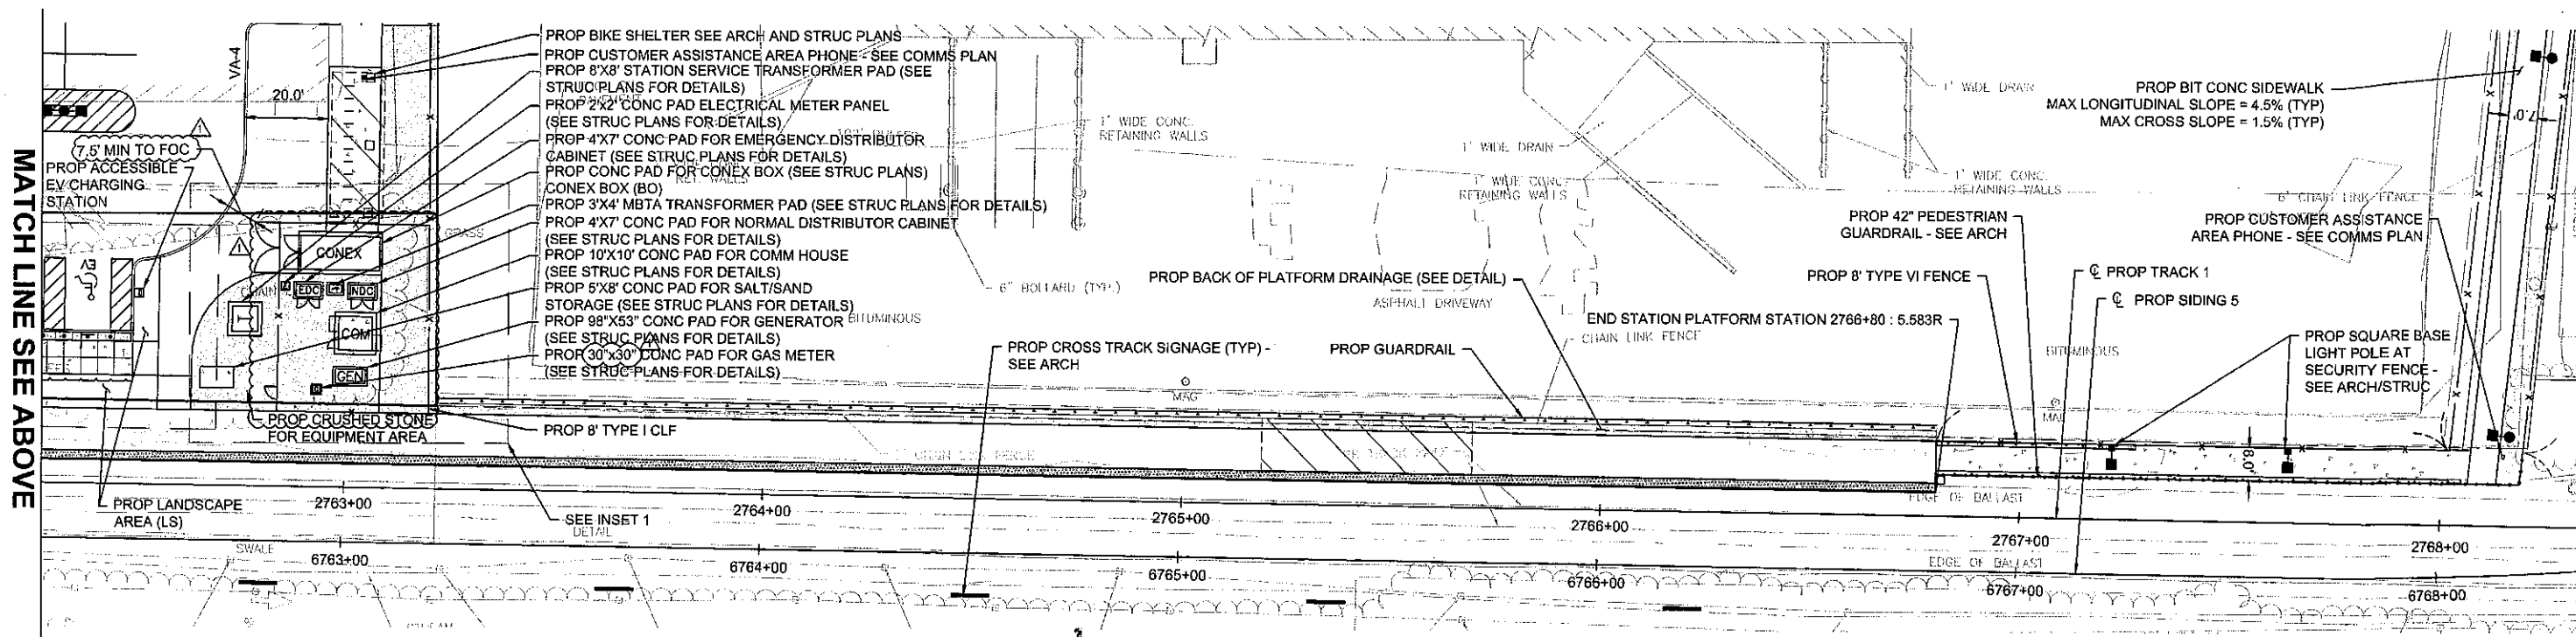 MATCH LINE SEE ABOVE
VA-4
20.0'
7.5' MIN TO FOC
PROP ACCESSIBLE
EV CHARGING
STATION
EV
PROP BIKE SHELTER SEE ARCH AND STRUC PLANS
PROP CUSTOMER ASSISTANCE AREA PHONE - SEE COMMS PLAN
PROP 8'X8' STATION SERVICE TRANSFORMER PAD (SEE
STRUC PLANS FOR DETAILS)
PROP 2'X2' CONC PAD ELECTRICAL METER PANEL
(SEE STRUC PLANS FOR DETAILS)
PROP 4'X7' CONC PAD FOR EMERGENCY DISTRIBUTOR
CABINET (SEE STRUC PLANS FOR DETAILS)
PROP CONC PAD FOR CONEX BOX (SEE STRUC PLANS)
CONEX BOX (BO)
PROP 3'X4' MBTA TRANSFORMER PAD (SEE STRUC PLANS FOR DETAILS)
PROP 4'X7' CONC PAD FOR NORMAL DISTRIBUTOR CABINET
(SEE STRUC PLANS FOR DETAILS)
PROP 10'X10' CONC PAD FOR COMM HOUSE
(SEE STRUC PLANS FOR DETAILS)
PROP 5'X8' CONC PAD FOR SALT/SAND
STORAGE (SEE STRUC PLANS FOR DETAILS)
PROP 98"X53" CONC PAD FOR GENERATOR
(SEE STRUC PLANS FOR DETAILS)
PROP 30"x30" CONC PAD FOR GAS METER
(SEE STRUC PLANS FOR DETAILS)
GRASS
CONEX
EDC
NDC
T
COM
GEN
1
1
1
PROP CRUSHED STONE
FOR EQUIPMENT AREA
PROP 8' TYPE I CLF
PROP LANDSCAPE
AREA (LS)
SEE INSET 1
DETAIL
SWALE
BITUMINOUS
6" BOLLARD (TYP.)
1' WIDE CONC.
RETAINING WALLS
PROP CROSS TRACK SIGNAGE (TYP) -
SEE ARCH
MAG
PROP BACK OF PLATFORM DRAINAGE (SEE DETAIL)
PROP GUARDRAIL
ASPHALT DRIVEWAY
CHAIN LINK FENCE
CHAIN LINK FENCE
1' WIDE DRAIN
1' WIDE CONC.
RETAINING WALLS
1' WIDE DRAIN
1' WIDE CONC.
RETAINING WALLS
PROP BIT CONC SIDEWALK
MAX LONGITUDINAL SLOPE = 4.5% (TYP)
MAX CROSS SLOPE = 1.5% (TYP)
6' CHAIN LINK FENCE
PROP 42" PEDESTRIAN
GUARDRAIL - SEE ARCH
PROP CUSTOMER ASSISTANCE
AREA PHONE - SEE COMMS PLAN
PROP 8' TYPE VI FENCE
℄ PROP TRACK 1
℄ PROP SIDING 5
END STATION PLATFORM STATION 2766+80 : 5.583R
BITUMINOUS
PROP SQUARE BASE
LIGHT POLE AT
SECURITY FENCE -
SEE ARCH/STRUC
MAG
8.0'
EDGE OF BALLAST
EDGE OF BALLAST
2763+00
2764+00
2765+00
2766+00
2767+00
2768+00
6763+00
6764+00
6765+00
6766+00
6767+00
6768+00